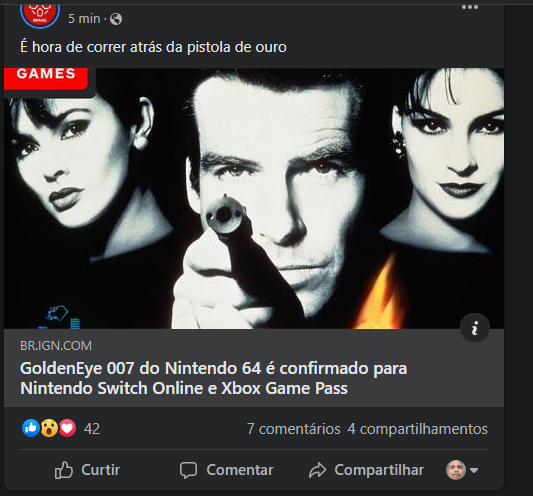 BRASIL
5 min
É hora de correr atrás da pistola de ouro
GAMES
BR.IGN.COM
GoldenEye 007 do Nintendo 64 é confirmado para
Nintendo Switch Online e Xbox Game Pass
42
7 comentários 4 compartilhamentos
Curtir
Comentar
Compartilhar